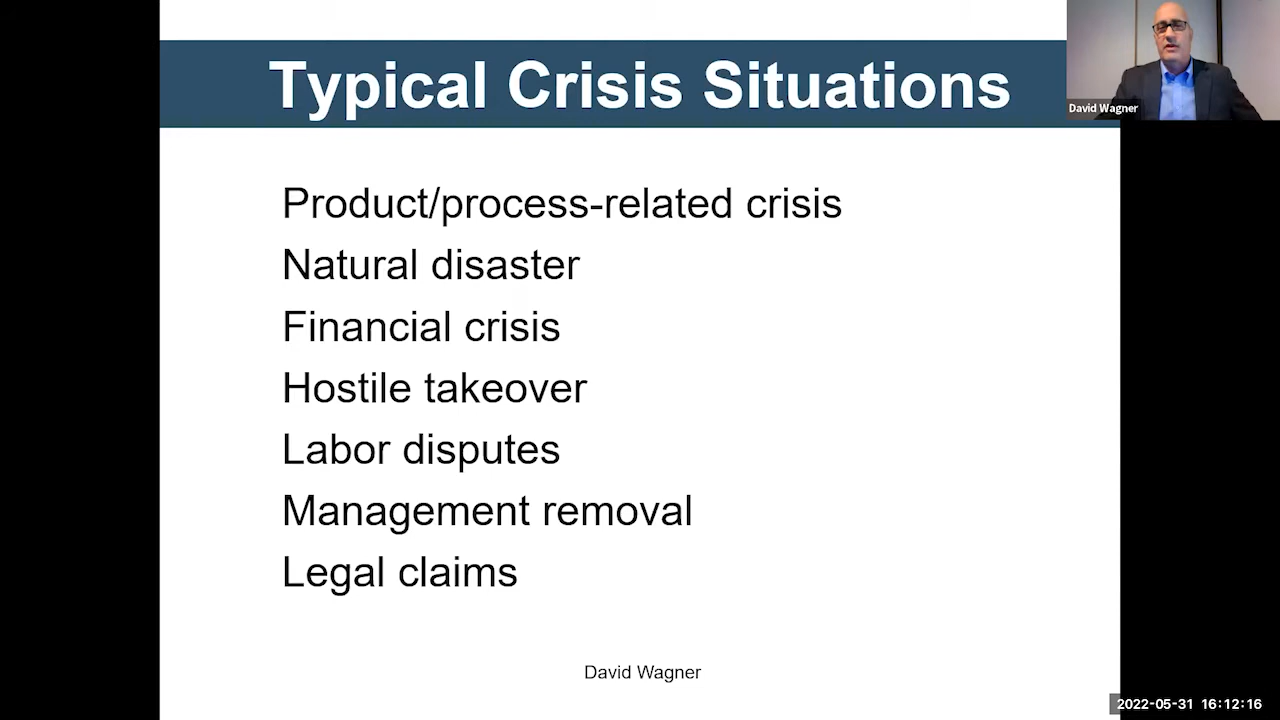 Typical Crisis Situations
David Wagner
Product/process-related crisis
Natural disaster
Financial crisis
Hostile takeover
Labor disputes
Management removal
Legal claims
David Wagner
2022-05-31 16:12:16